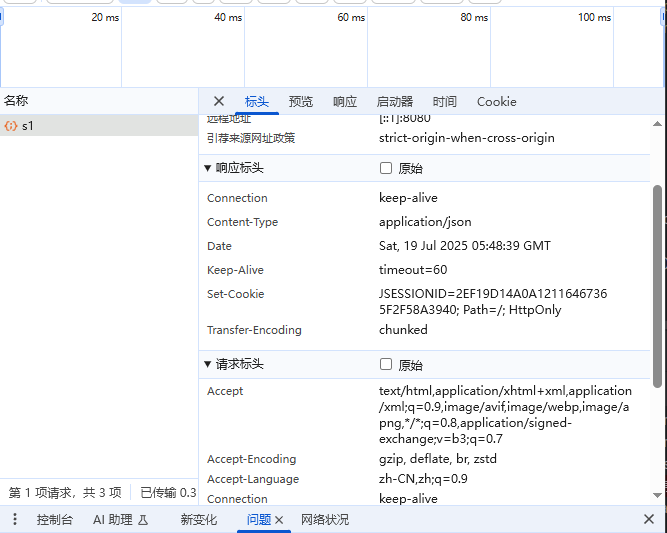 20 ms 40 ms 60 ms 80 ms 100 ms
名称
标头 预览 响应 启动器 时间 Cookie
s1
远程地址 [::1]:8080
引荐来源网址政策 strict-origin-when-cross-origin
响应标头 原始
Connection keep-alive
Content-Type application/json
Date Sat, 19 Jul 2025 05:48:39 GMT
Keep-Alive timeout=60
Set-Cookie JSESSIONID=2EF19D14A0A1211646736
5F2F58A3940; Path=/; HttpOnly
Transfer-Encoding chunked
请求标头 原始
Accept text/html,application/xhtml+xml,application
/xml;q=0.9,image/avif,image/webp,image/a
png,*/*;q=0.8,application/signed-
exchange;v=b3;q=0.7
Accept-Encoding gzip, deflate, br, zstd
Accept-Language zh-CN,zh;q=0.9
Connection keep-alive
第 1 项请求，共 3 项 已传输 0.3
控制台 AI 助理 新变化 问题 网络状况